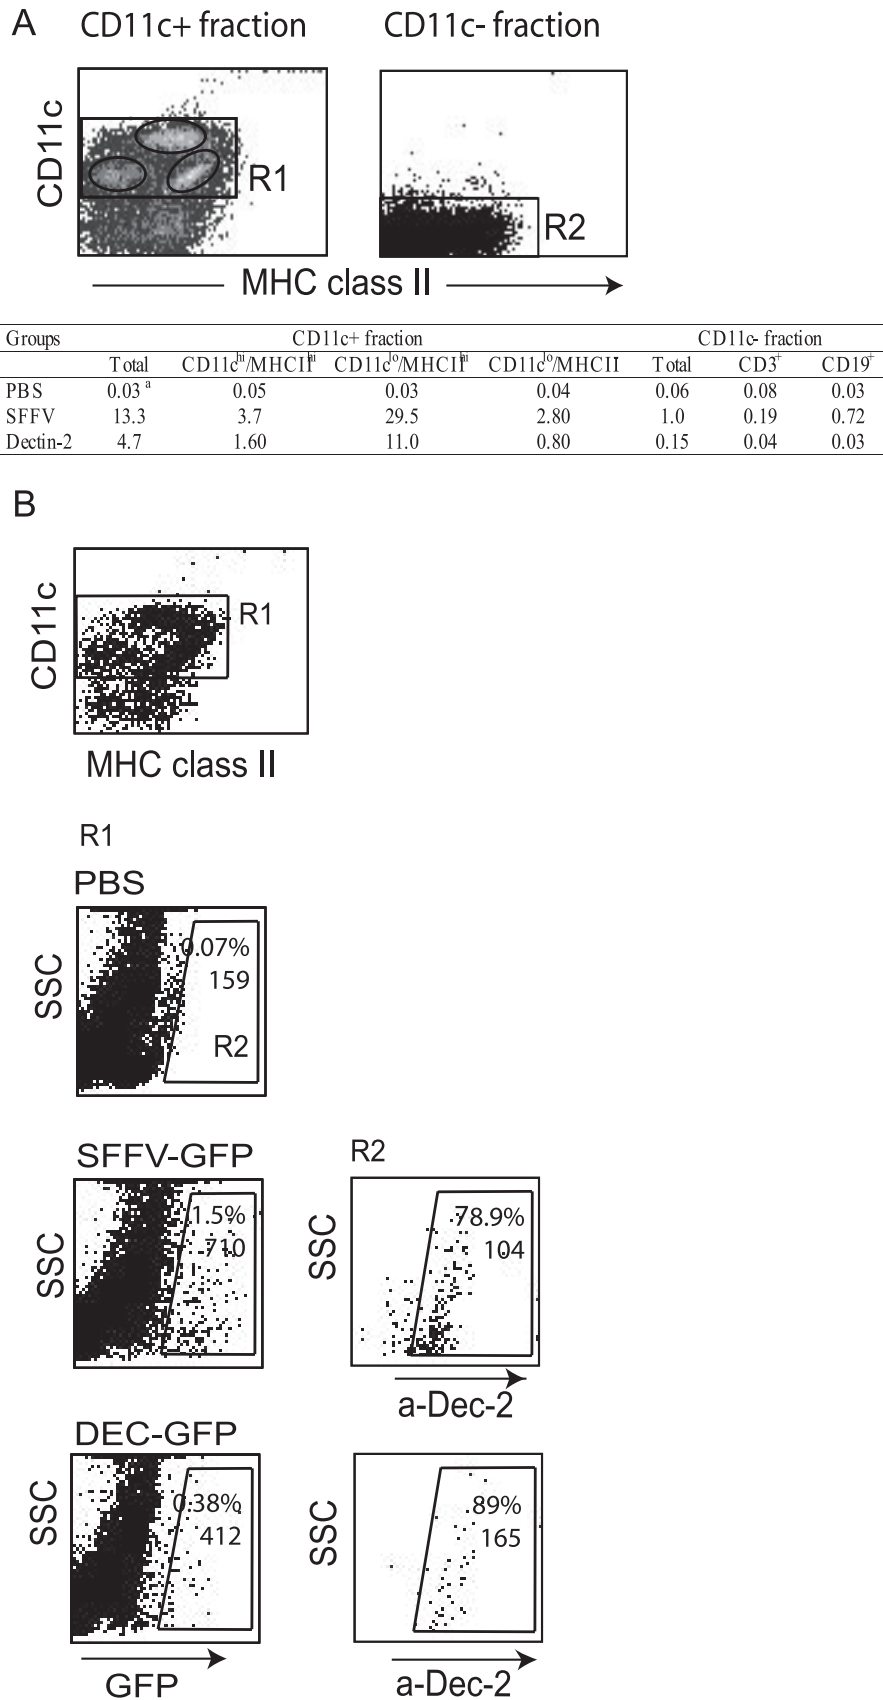 A
CD11c+ fraction
CD11c- fraction
CD11c
R1
R2
MHC class II
Groups CD11c+ fraction CD11c- fraction
Total CD11c^hi/MHCII^hi CD11c^lo/MHCII^hi CD11c^lo/MHCII^- Total CD3^+ CD19^+
PBS 0.03 ^a 0.05 0.03 0.04 0.06 0.08 0.03
SFFV 13.3 3.7 29.5 2.80 1.0 0.19 0.72
Dectin-2 4.7 1.60 11.0 0.80 0.15 0.04 0.03
B
CD11c
R1
MHC class II
R1
PBS
SSC
0.07%
159
R2
SFFV-GFP
SSC
1.5%
710
R2
SSC
78.9%
104
a-Dec-2
DEC-GFP
SSC
0.38%
412
GFP
SSC
89%
165
a-Dec-2